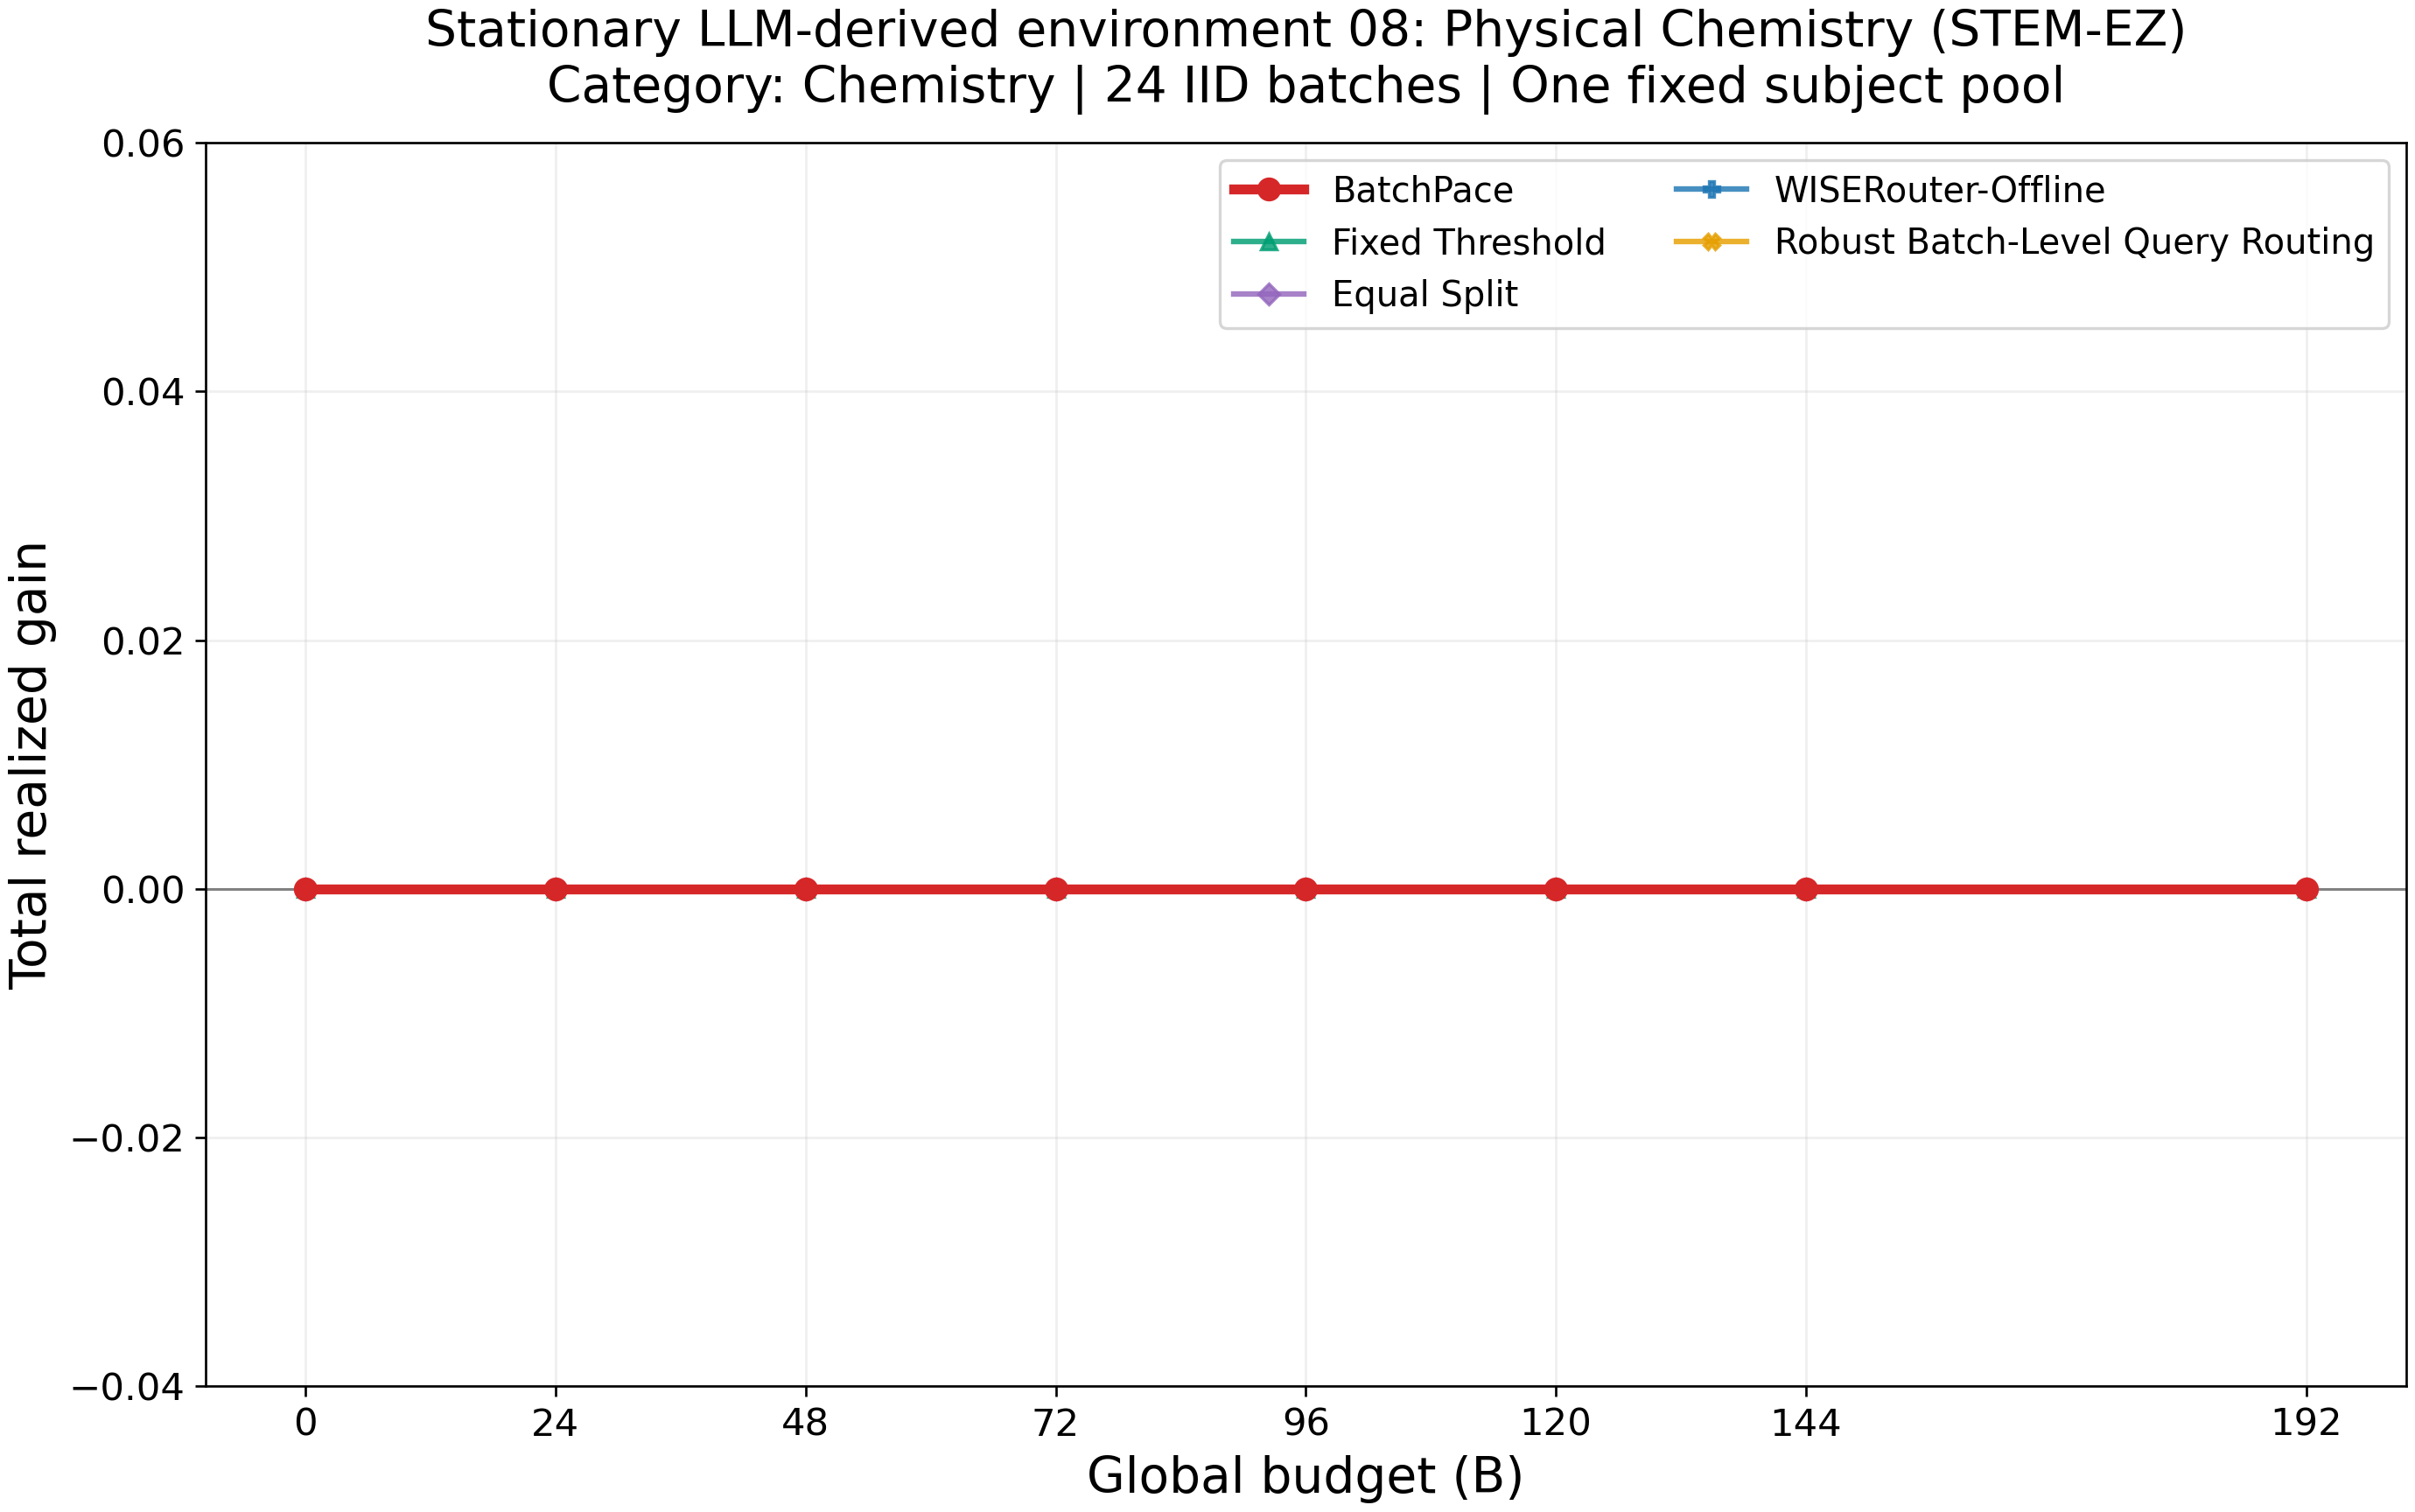 Stationary LLM-derived environment 08: Physical Chemistry (STEM-EZ)
Category: Chemistry | 24 IID batches | One fixed subject pool
BatchPace
Fixed Threshold
Equal Split
WISERouter-Offline
Robust Batch-Level Query Routing
Total realized gain
0.06
0.04
0.02
0.00
−0.02
−0.04
0
24
48
72
96
120
144
192
Global budget (B)